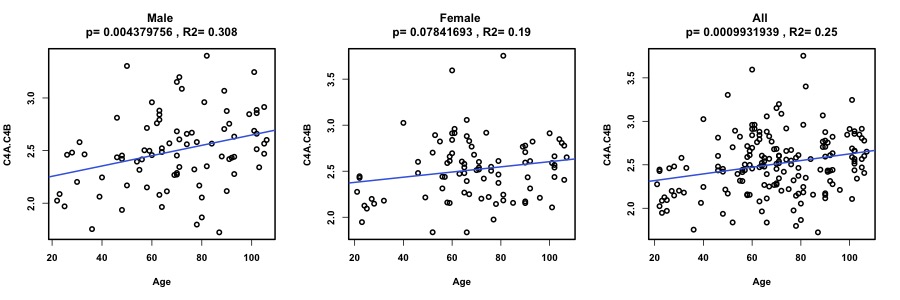 Male
p= 0.004379756 , R2= 0.308
C4A.C4B
3.0
2.5
2.0
20 40 60 80 100
Age
Female
p= 0.07841693 , R2= 0.19
C4A.C4B
3.5
3.0
2.5
2.0
20 40 60 80 100
Age
All
p= 0.0009931939 , R2= 0.25
C4A.C4B
3.5
3.0
2.5
2.0
20 40 60 80 100
Age